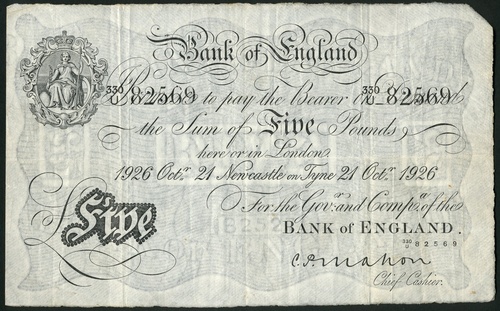 Bank of England
330/U 82569 to pay the Bearer on Demand 330/U 82569
the Sum of Five Pounds
here or in London
1926 Octr. 21 Newcastle on Tyne 21 Octr. 1926
For the Govr. and Compa. of the
BANK OF ENGLAND.
330/U 82569
Five
C.P. Mahon
Chief Cashier.